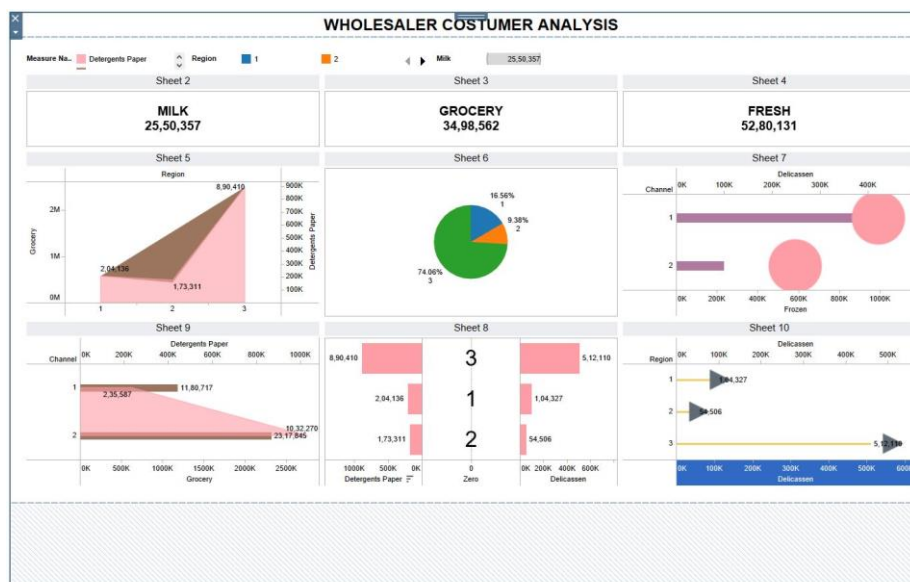 WHOLESALER COSTUMER ANALYSIS
Measure Na.. Detergents Paper Region 1 2 Milk 25,50,357
Sheet 2 Sheet 3 Sheet 4
MILK GROCERY FRESH
25,50,357 34,98,562 52,80,131
Sheet 5
Region
8,90,410
2M
1M
0M
Grocery
900K
800K
700K
600K
500K
400K
300K
200K
100K
Detergents Paper
2,04,136
1,73,311
1 2 3
Sheet 6
16.56%
1
9.38%
2
74.06%
3
Sheet 7
Delicassen
Channel 0K 100K 200K 300K 400K
1
2
0K 200K 400K 600K 800K 1000K
Frozen
Sheet 9
Detergents Paper
Channel 0K 200K 400K 600K 800K 1000K
1 2,35,587 11,80,717
10,32,270
2 23,17,845
0K 500K 1000K 1500K 2000K 2500K
Grocery
Sheet 8
8,90,410 3 5,12,110
2,04,136 1 1,04,327
1,73,311 2 54,506
1000K 500K 0K 0 0K 200K 400K 600K
Detergents Paper Zero Delicassen
Sheet 10
Delicassen
Region 0K 100K 200K 300K 400K 500K
1 1,04,327
2 54,506
3 5,12,110
0K 100K 200K 300K 400K 500K 600K
Delicassen